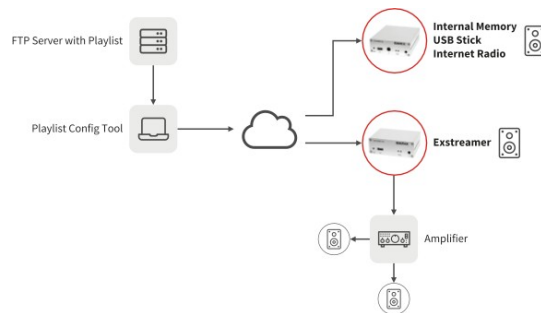 Internal Memory
USB Stick
Internet Radio
FTP Server with Playlist
Playlist Config Tool
Exstreamer
Amplifier